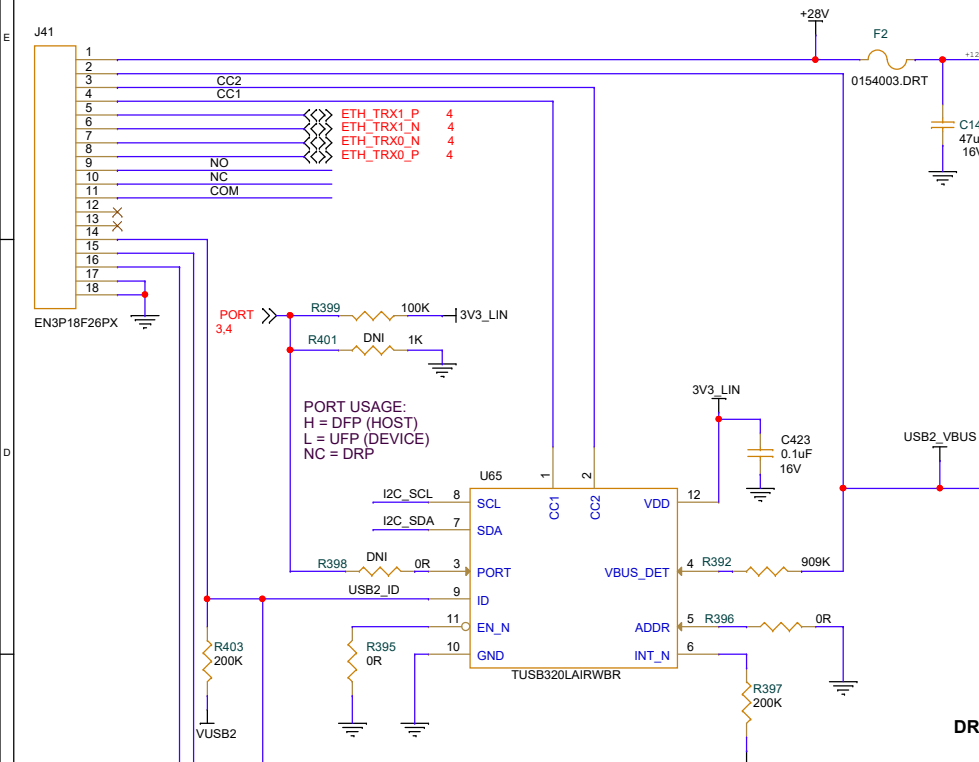 E
J41
+28V
F2
+12
0154003.DRT
1
2
3 CC2
4 CC1
5 ETH_TRX1_P 4
6 ETH_TRX1_N 4
7 ETH_TRX0_N 4
8 ETH_TRX0_P 4
9 NO
10 NC
11 COM
12
13
14
15
16
17
18
EN3P18F26PX
C14
47u
16V
PORT
3,4
R399 100K 3V3_LIN
R401 DNI 1K
PORT USAGE:
H = DFP (HOST)
L = UFP (DEVICE)
NC = DRP
D
3V3_LIN
C423
0.1uF
16V
USB2_VBUS
U65
1 2
CC1 CC2
I2C_SCL 8 SCL
I2C_SDA 7 SDA
R398 DNI 0R 3 PORT
USB2_ID 9 ID
11 EN_N
10 GND
VDD 12
VBUS_DET 4 R392 909K
ADDR 5 R396 0R
INT_N 6
TUSB320LAIRWBR
R403
200K
VUSB2
R395
0R
R397
200K
DR